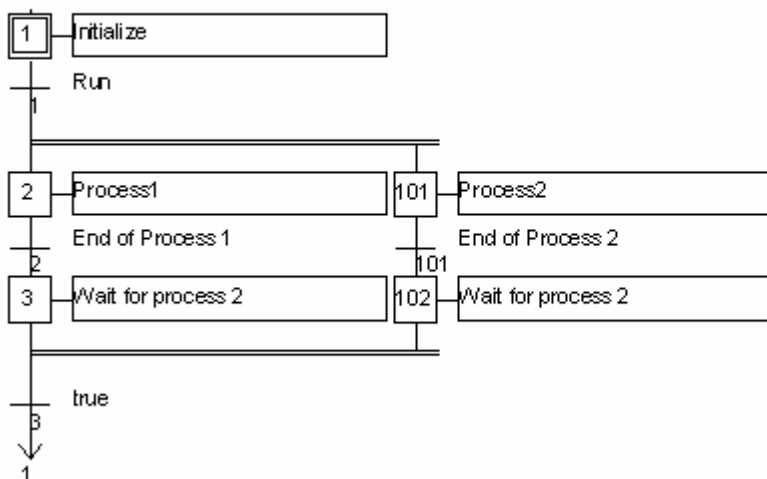 1 Initialize
Run
1
2 Process1 101 Process2
End of Process 1 End of Process 2
2 101
3 Wait for process 2 102 Wait for process 2
true
3
1